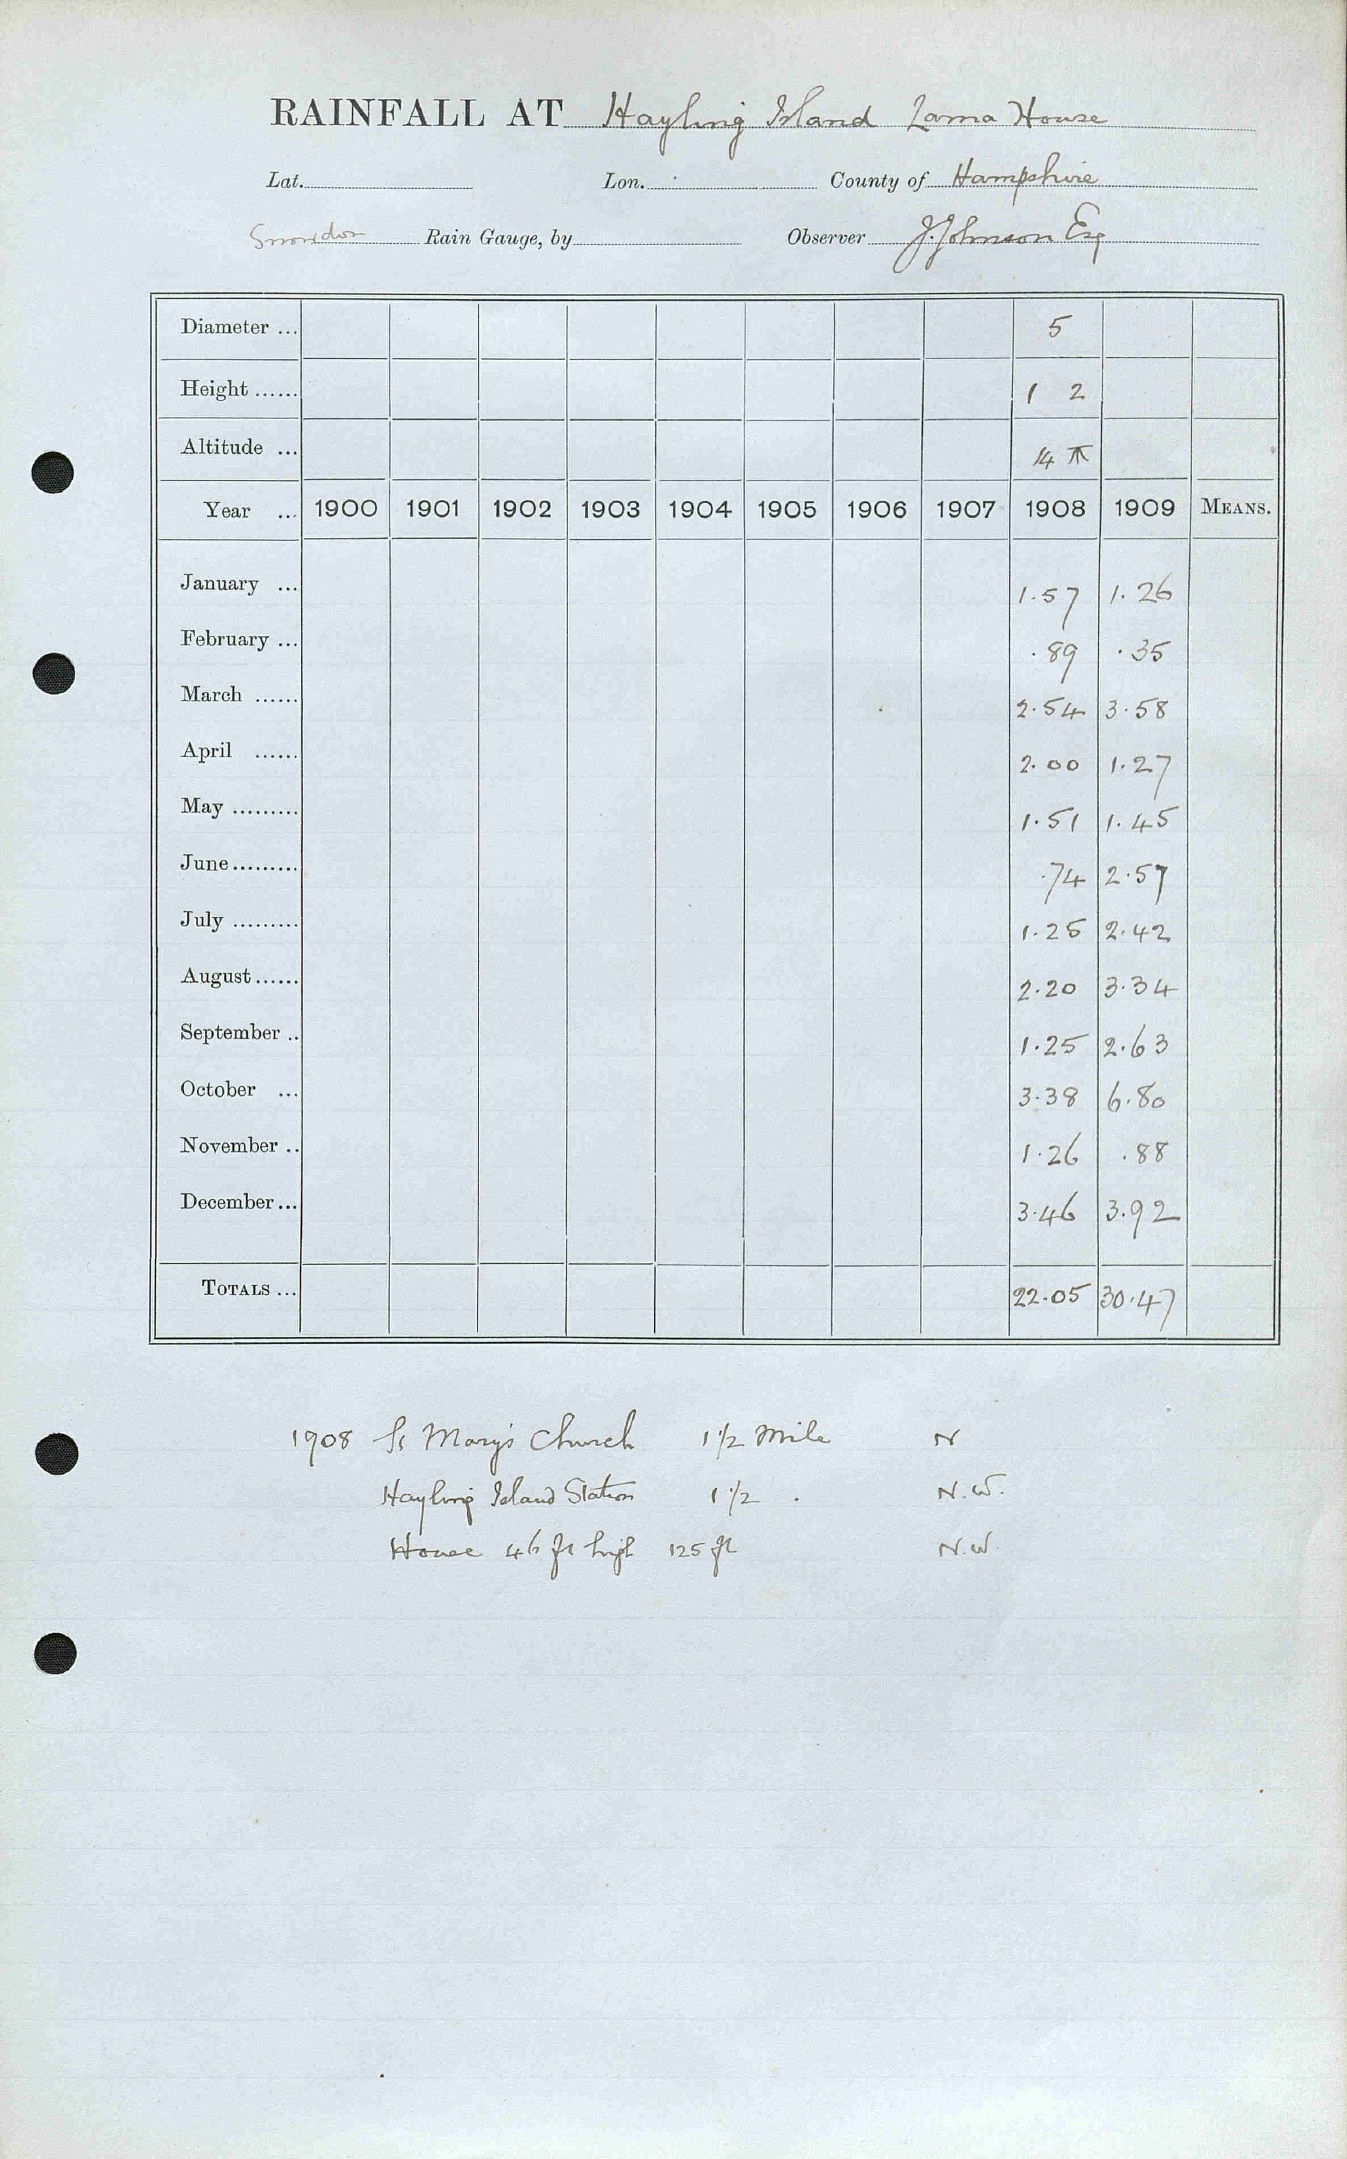 RAINFALL AT Hayling Island Lama House
Lat. Lon. County of Hampshire
Snowdon Rain Gauge, by Observer J. Johnson Esq
Diameter ... 5
Height ...... 1 2
Altitude ... 14
Year ... 1900 1901 1902 1903 1904 1905 1906 1907 1908 1909 MEANS.
January ... 1.57 1.26
February ... .89 .35
March ...... 2.54 3.58
April ...... 2.00 1.27
May ......... 1.51 1.45
June ......... .74 2.57
July ......... 1.25 2.42
August ...... 2.20 3.34
September .. 1.25 2.63
October ... 3.38 6.80
November .. 1.26 .88
December ... 3.46 3.92
TOTALS ... 22.05 30.47
1908 St Mary's Church 1 1/2 Mile N
Hayling Island Station 1 1/2 . N.W.
House 46 ft high 125 ft N.W.